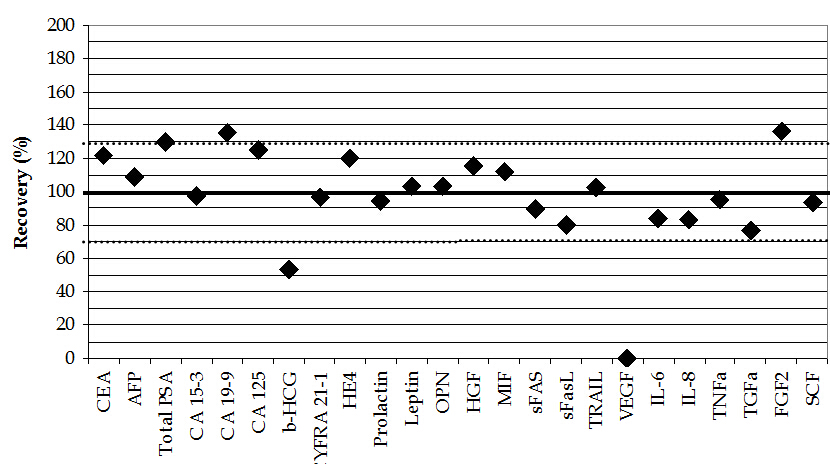 Recovery (%)
200
180
160
140
120
100
80
60
40
20
0
CEA
AFP
Total PSA
CA 15-3
CA 19-9
CA 125
b-HCG
YFRA 21-1
HE4
Prolactin
Leptin
OPN
HGF
MIF
sFAS
sFasL
TRAIL
VEGF
IL-6
IL-8
TNFa
TGFa
FGF2
SCF